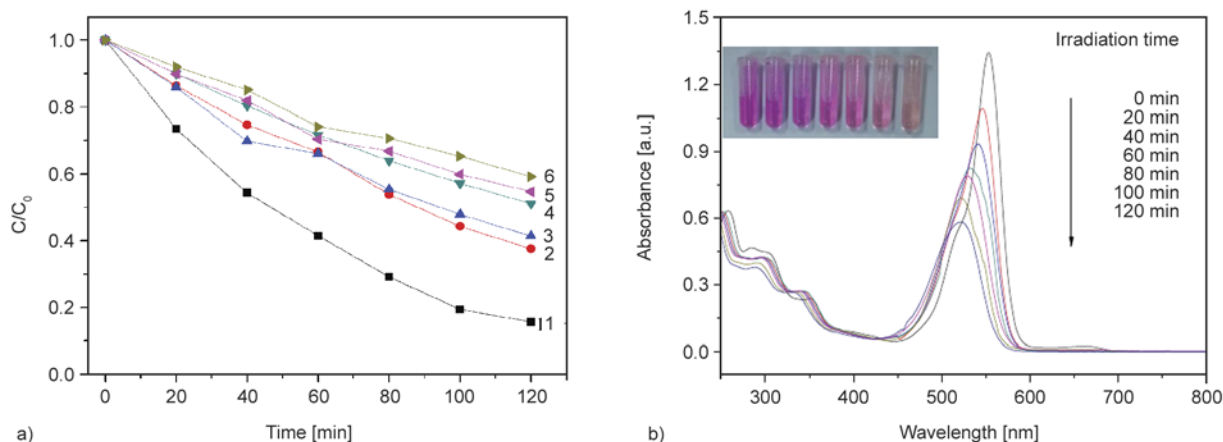 1.0
0.8
0.6
0.4
0.2
0.0
C/C0
0
20
40
60
80
100
120
Time [min]
6
5
4
3
2
1
a)
1.5
1.2
0.9
0.6
0.3
0.0
Absorbance [a.u.]
300
400
500
600
700
800
Wavelength [nm]
Irradiation time
0 min
20 min
40 min
60 min
80 min
100 min
120 min
b)